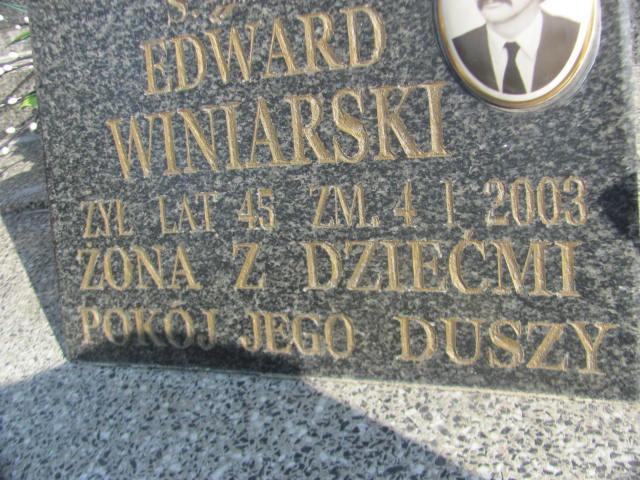 Ś.
EDWARD
WINIARSKI
ŻYŁ LAT 45 ZM. 4 I 2003
ŻONA Z DZIEĆMI
POKÓJ JEGO DUSZY